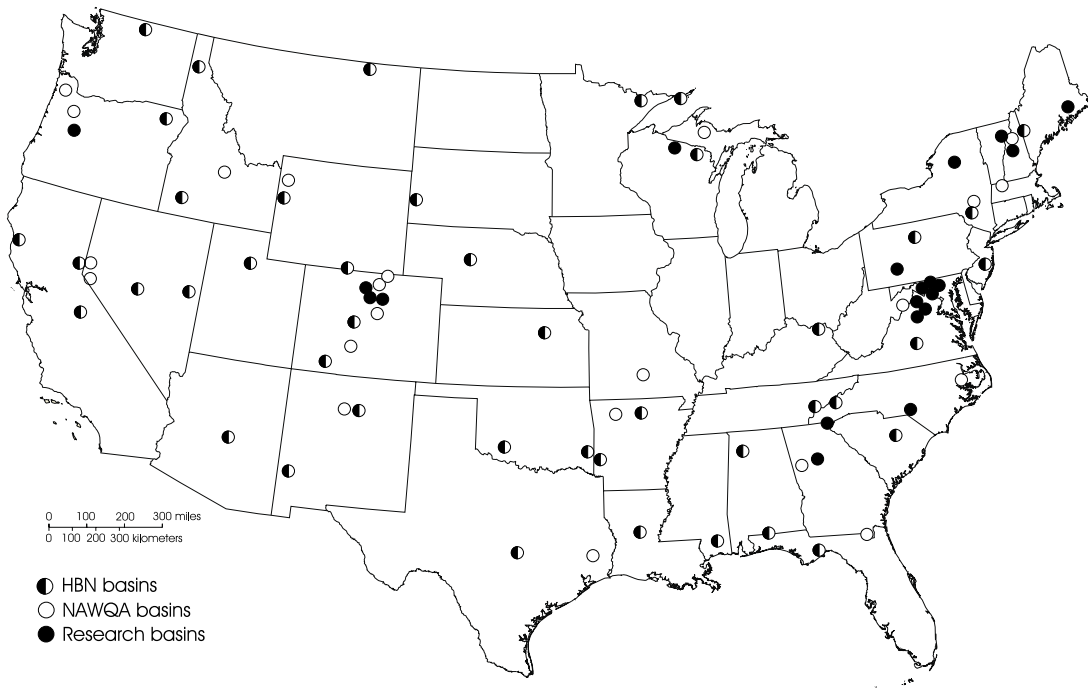 0 100 200 300 miles
0 100 200 300 kilometers
HBN basins
NAWQA basins
Research basins